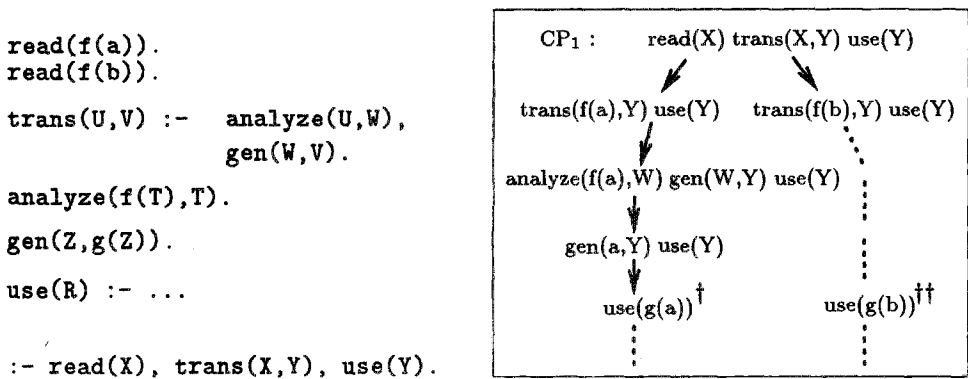 read(f(a)).
read(f(b)).
trans(U,V) :- analyze(U,W),
gen(W,V).
analyze(f(T),T).
gen(Z,g(Z)).
use(R) :- ...
:- read(X), trans(X,Y), use(Y).
CP₁ : read(X) trans(X,Y) use(Y)
trans(f(a),Y) use(Y) trans(f(b),Y) use(Y)
analyze(f(a),W) gen(W,Y) use(Y)
gen(a,Y) use(Y)
use(g(a))† use(g(b))††